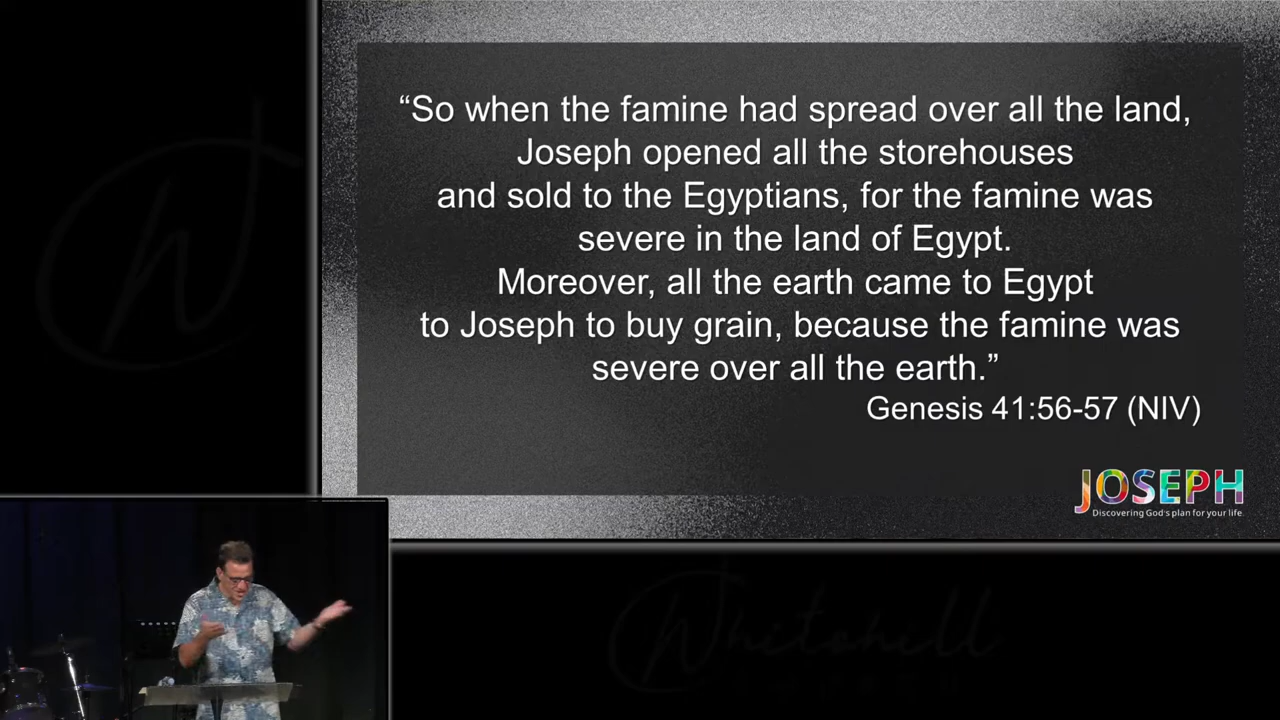 “So when the famine had spread over all the land,
Joseph opened all the storehouses
and sold to the Egyptians, for the famine was
severe in the land of Egypt.
Moreover, all the earth came to Egypt
to Joseph to buy grain, because the famine was
severe over all the earth.”
Genesis 41:56-57 (NIV)
JOSEPH
Discovering God's plan for your life.
Whitehill